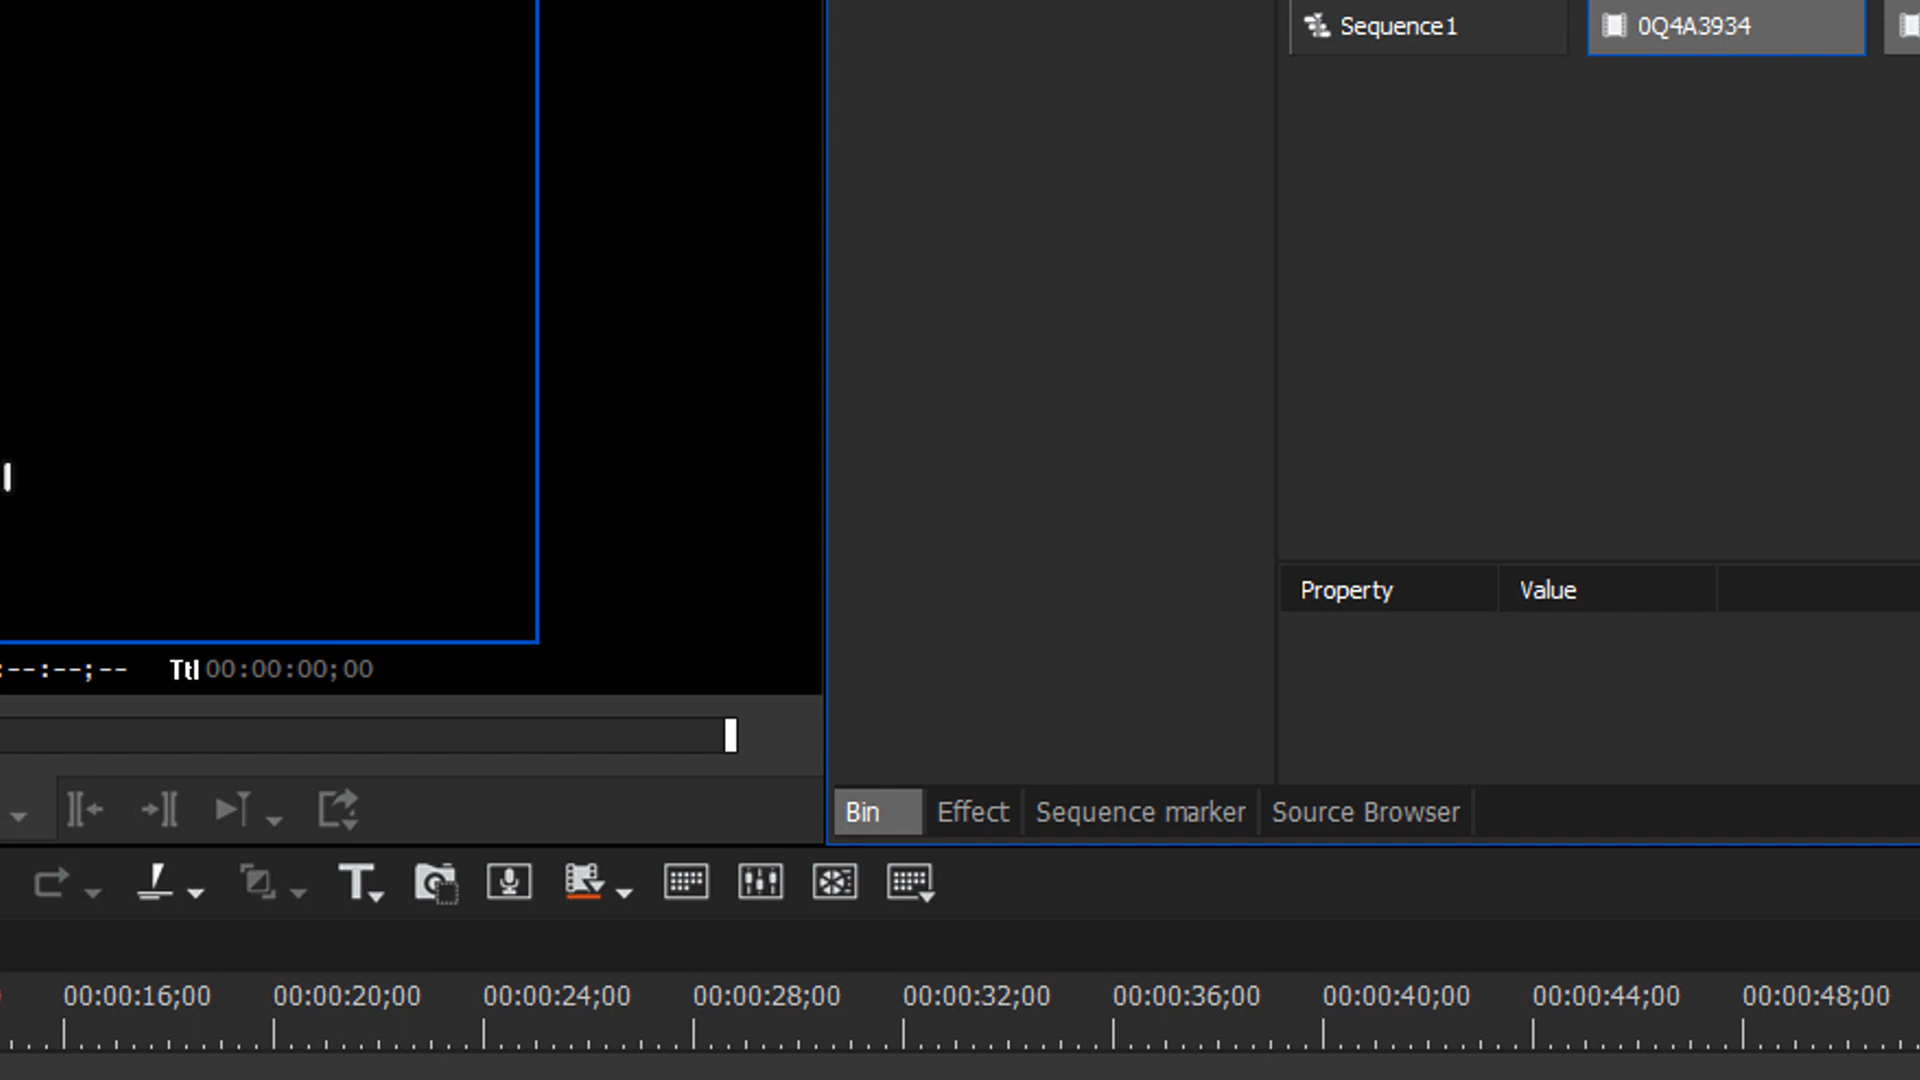 Sequence1
0Q4A3934
Property Value
:--:--;-- Ttl 00:00:00;00
Bin Effect Sequence marker Source Browser
T
00:00:16;00 00:00:20;00 00:00:24;00 00:00:28;00 00:00:32;00 00:00:36;00 00:00:40;00 00:00:44;00 00:00:48;00